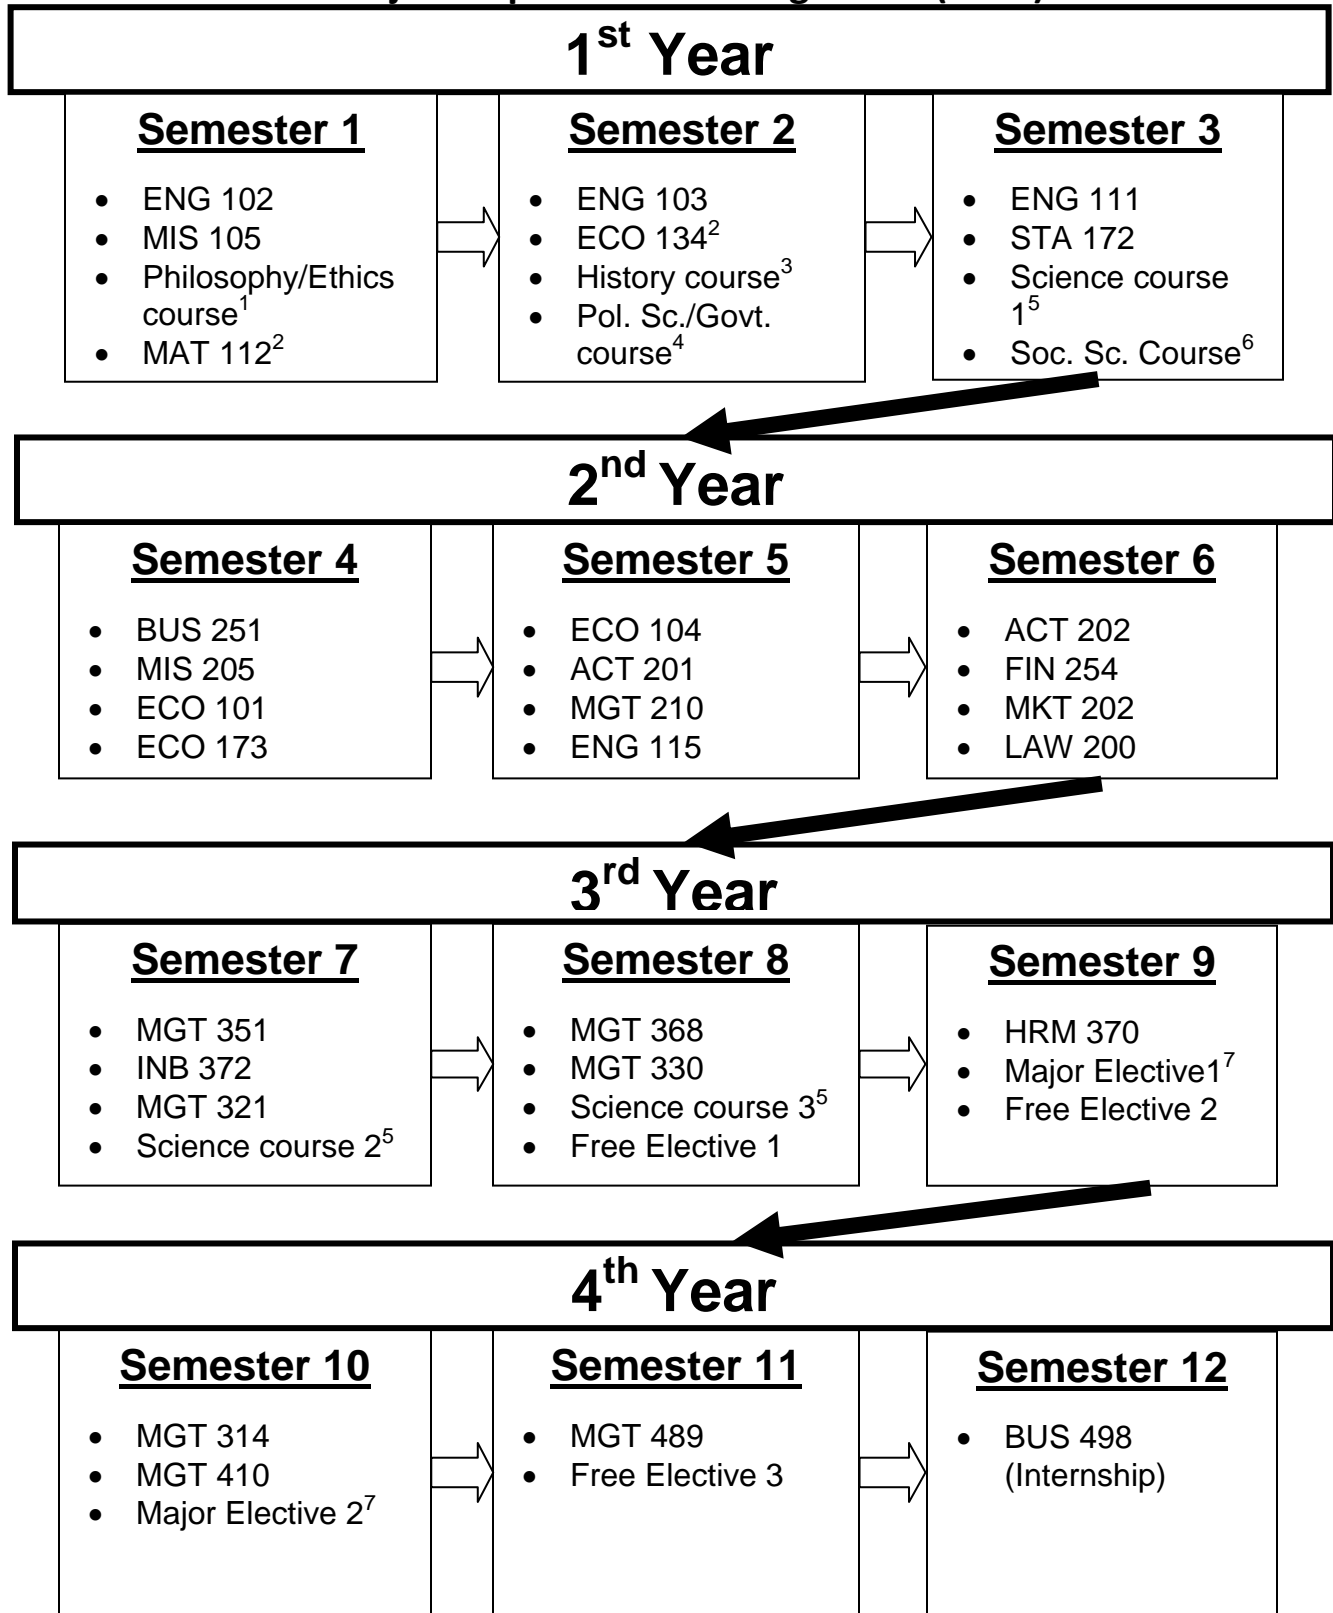 1st Year
Semester 1
• ENG 102
• MIS 105
• Philosophy/Ethics
course1
• MAT 1122
Semester 2
• ENG 103
• ECO 1342
• History course3
• Pol. Sc./Govt.
course4
Semester 3
• ENG 111
• STA 172
• Science course
15
• Soc. Sc. Course6
2nd Year
Semester 4
• BUS 251
• MIS 205
• ECO 101
• ECO 173
Semester 5
• ECO 104
• ACT 201
• MGT 210
• ENG 115
Semester 6
• ACT 202
• FIN 254
• MKT 202
• LAW 200
3rd Year
Semester 7
• MGT 351
• INB 372
• MGT 321
• Science course 25
Semester 8
• MGT 368
• MGT 330
• Science course 35
• Free Elective 1
Semester 9
• HRM 370
• Major Elective17
• Free Elective 2
4th Year
Semester 10
• MGT 314
• MGT 410
• Major Elective 27
Semester 11
• MGT 489
• Free Elective 3
Semester 12
• BUS 498
(Internship)